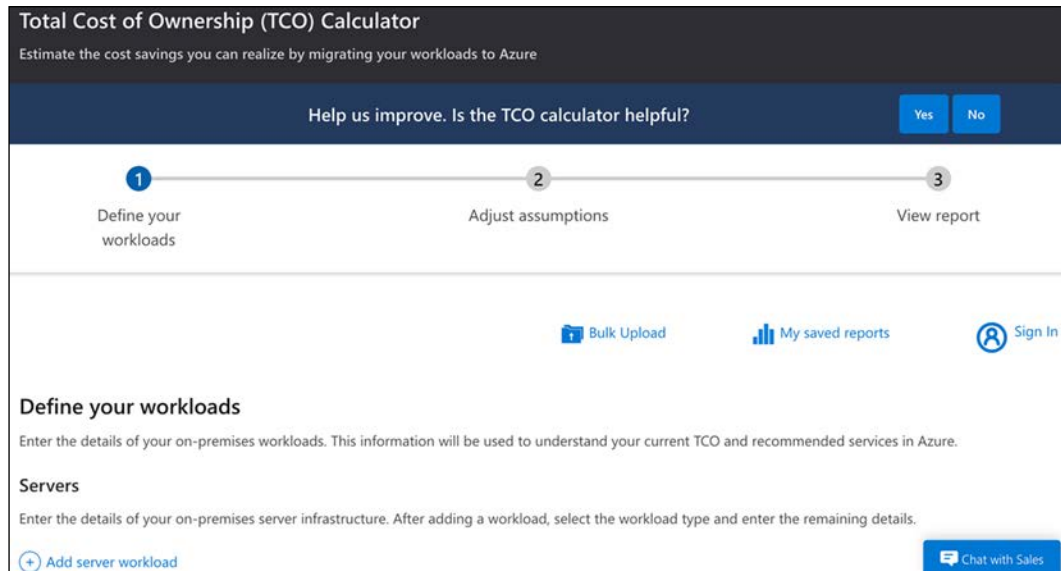 Total Cost of Ownership (TCO) Calculator
Estimate the cost savings you can realize by migrating your workloads to Azure
Help us improve. Is the TCO calculator helpful?
Yes
No
1
2
3
Define your
workloads
Adjust assumptions
View report
Bulk Upload
My saved reports
Sign In
Define your workloads
Enter the details of your on-premises workloads. This information will be used to understand your current TCO and recommended services in Azure.
Servers
Enter the details of your on-premises server infrastructure. After adding a workload, select the workload type and enter the remaining details.
Add server workload
Chat with Sales